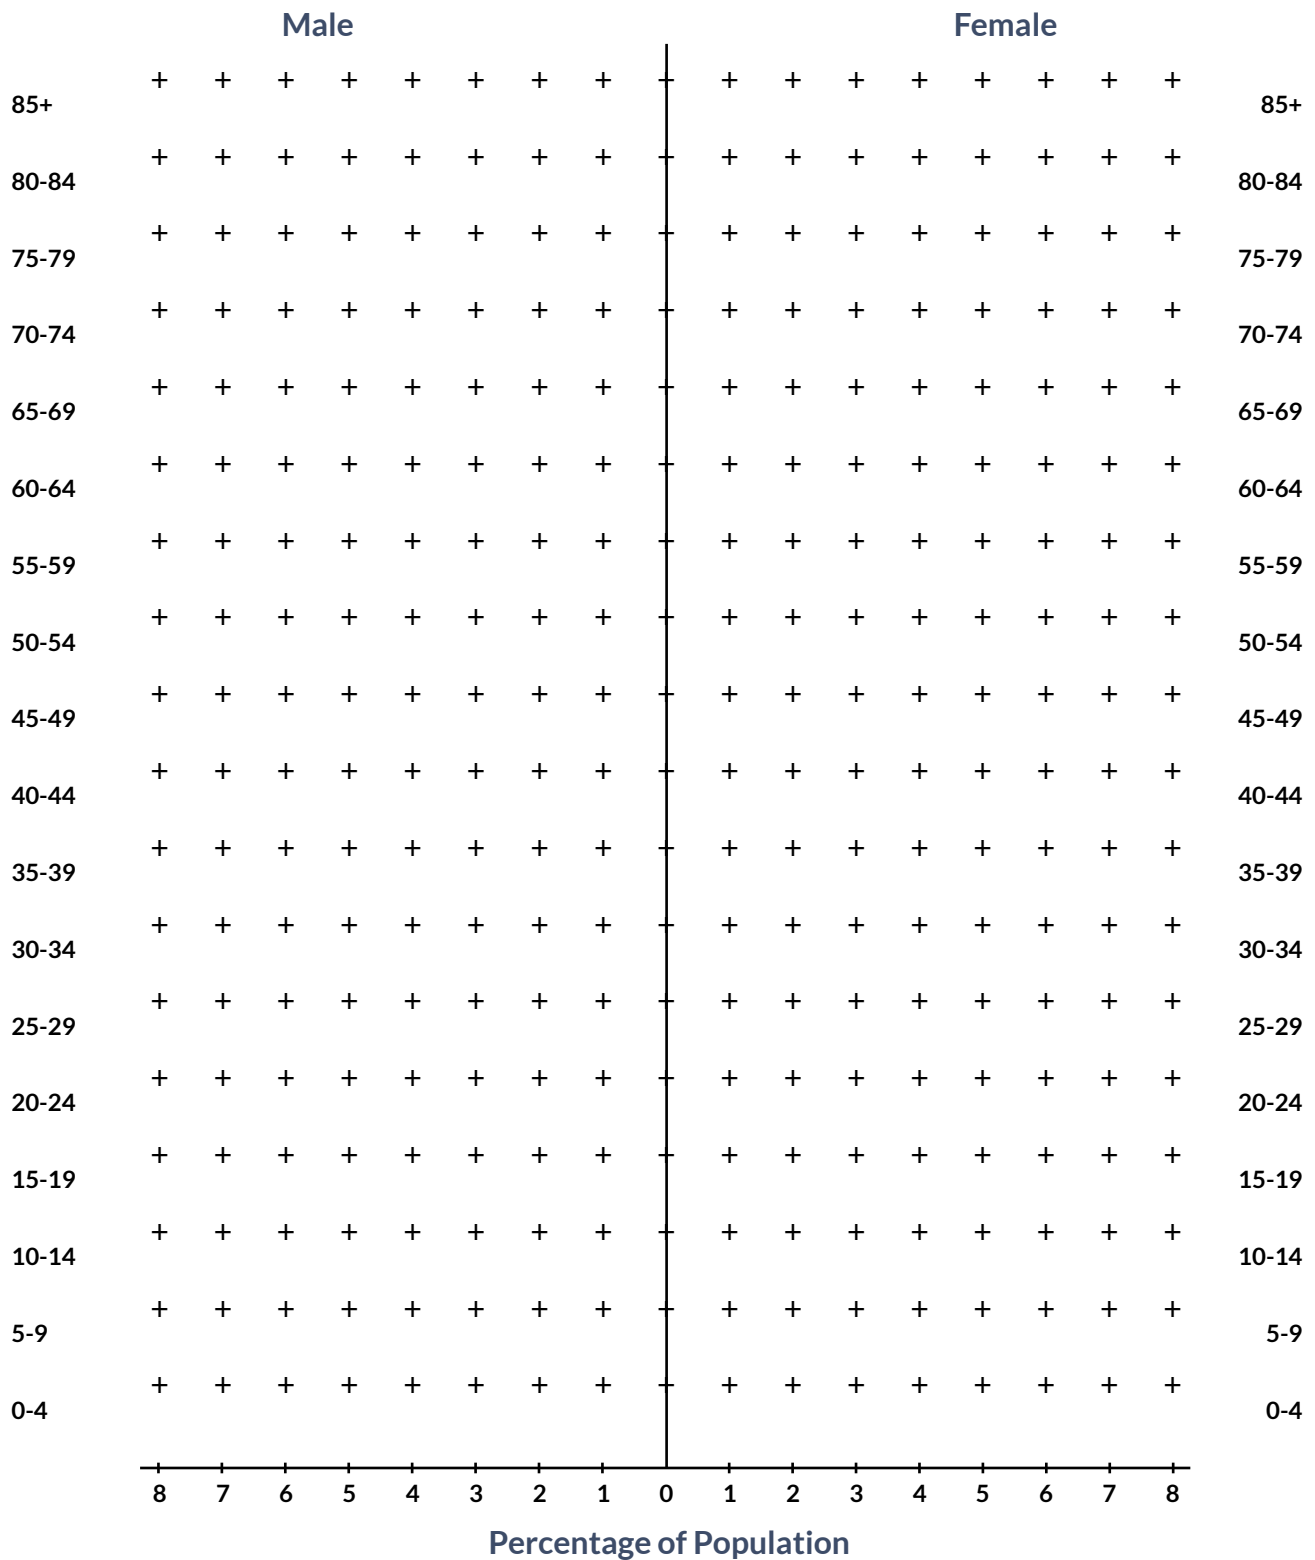 Male Female
+ + + + + + + + + + + + + + + + +
85+ 85+
+ + + + + + + + + + + + + + + + +
80-84 80-84
+ + + + + + + + + + + + + + + + +
75-79 75-79
+ + + + + + + + + + + + + + + + +
70-74 70-74
+ + + + + + + + + + + + + + + + +
65-69 65-69
+ + + + + + + + + + + + + + + + +
60-64 60-64
+ + + + + + + + + + + + + + + + +
55-59 55-59
+ + + + + + + + + + + + + + + + +
50-54 50-54
+ + + + + + + + + + + + + + + + +
45-49 45-49
+ + + + + + + + + + + + + + + + +
40-44 40-44
+ + + + + + + + + + + + + + + + +
35-39 35-39
+ + + + + + + + + + + + + + + + +
30-34 30-34
+ + + + + + + + + + + + + + + + +
25-29 25-29
+ + + + + + + + + + + + + + + + +
20-24 20-24
+ + + + + + + + + + + + + + + + +
15-19 15-19
+ + + + + + + + + + + + + + + + +
10-14 10-14
+ + + + + + + + + + + + + + + + +
5-9 5-9
+ + + + + + + + + + + + + + + + +
0-4 0-4
8 7 6 5 4 3 2 1 0 1 2 3 4 5 6 7 8
Percentage of Population